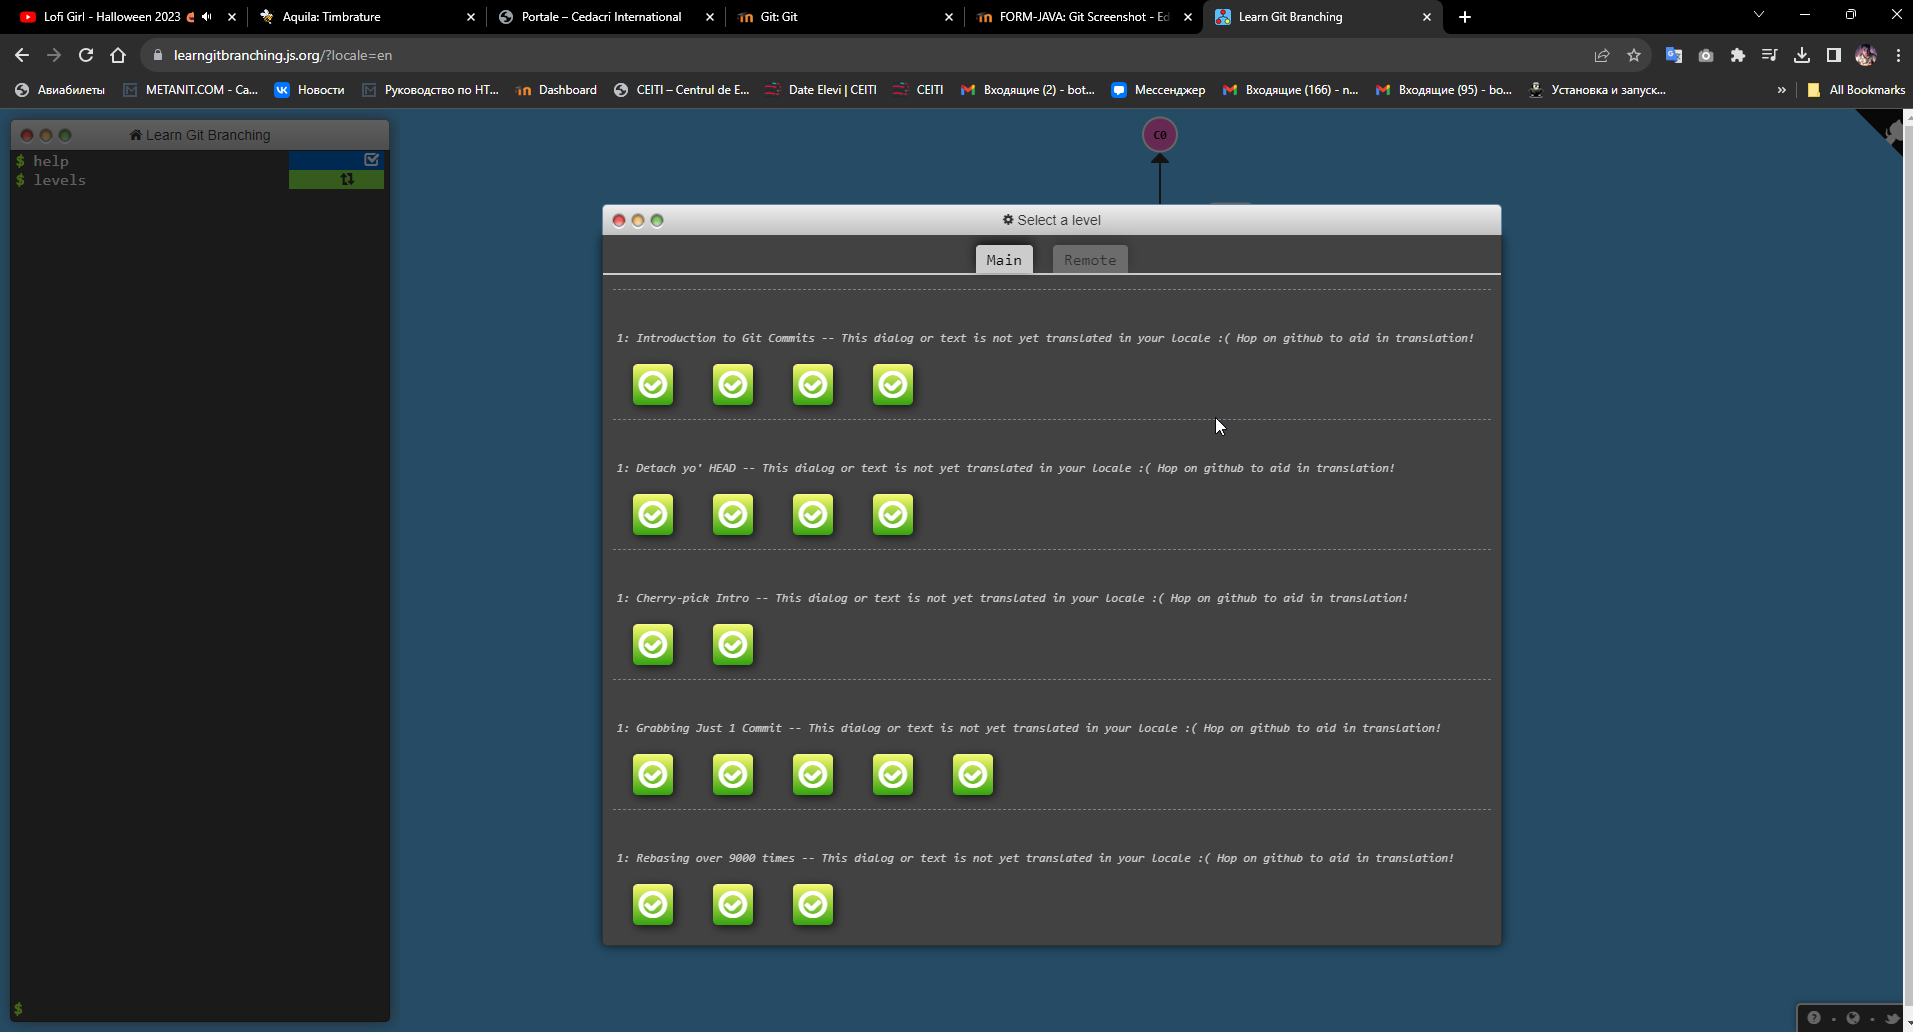 Lofi Girl - Halloween 2023
Aquila: Timbrature
Portale – Cedacri International
Git: Git
FORM-JAVA: Git Screenshot - Ed
Learn Git Branching
learngitbranching.js.org/?locale=en
Авиабилеты
METANIT.COM - Са...
Новости
Руководство по HT...
Dashboard
CEITI – Centrul de E...
Date Elevi | CEITI
CEITI
Входящие (2) - bot...
Мессенджер
Входящие (166) - n...
Входящие (95) - bo...
Установка и запуск...
»
All Bookmarks
Learn Git Branching
$ help
$ levels
$
C0
Select a level
Main
Remote
1: Introduction to Git Commits -- This dialog or text is not yet translated in your locale :( Hop on github to aid in translation!
1: Detach yo' HEAD -- This dialog or text is not yet translated in your locale :( Hop on github to aid in translation!
1: Cherry-pick Intro -- This dialog or text is not yet translated in your locale :( Hop on github to aid in translation!
1: Grabbing Just 1 Commit -- This dialog or text is not yet translated in your locale :( Hop on github to aid in translation!
1: Rebasing over 9000 times -- This dialog or text is not yet translated in your locale :( Hop on github to aid in translation!